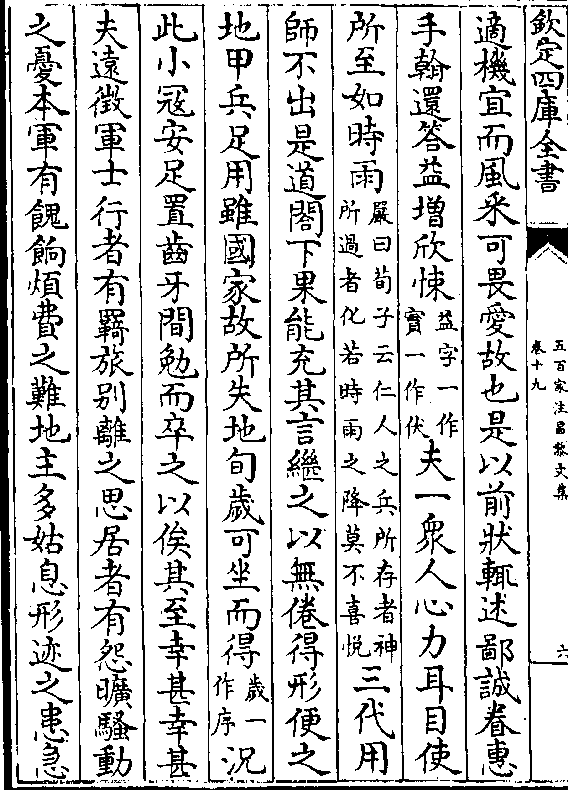 欽定四庫全書
五百家注昌黎文集
卷十九
六
適機宜而風采可畏愛故也是以前狀輒述鄙誠眷惠
手翰還答益增欣悚益字一作實一作伏夫一衆人心力耳目使
所至如時雨嚴曰荀子云仁人之兵所存者神所過者化若時雨之降莫不喜悦三代用
師不出是道閣下果能充其言繼之以無倦得形便之
地甲兵足用雖國家故所失地旬歲可坐而得歲一作序況
此小冦安足置齒牙間勉而卒之以俟其至幸甚幸甚
夫遠徵軍士行者有羇旅别離之思居者有怨曠騷動
之憂本軍有餽餉煩費之難地主多姑息形迹之患急